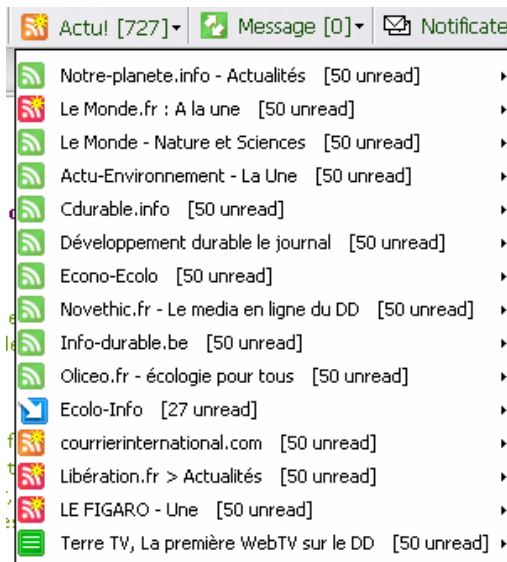 Actu! [727] Message [0] Notificate
Notre-planete.info - Actualités [50 unread]
Le Monde.fr : A la une [50 unread]
Le Monde - Nature et Sciences [50 unread]
Actu-Environnement - La Une [50 unread]
Cdurable.info [50 unread]
Développement durable le journal [50 unread]
Econo-Ecolo [50 unread]
Novethic.fr - Le media en ligne du DD [50 unread]
Info-durable.be [50 unread]
Oliceo.fr - écologie pour tous [50 unread]
Ecolo-Info [27 unread]
courrierinternational.com [50 unread]
Libération.fr > Actualités [50 unread]
LE FIGARO - Une [50 unread]
Terre TV, La première WebTV sur le DD [50 unread]